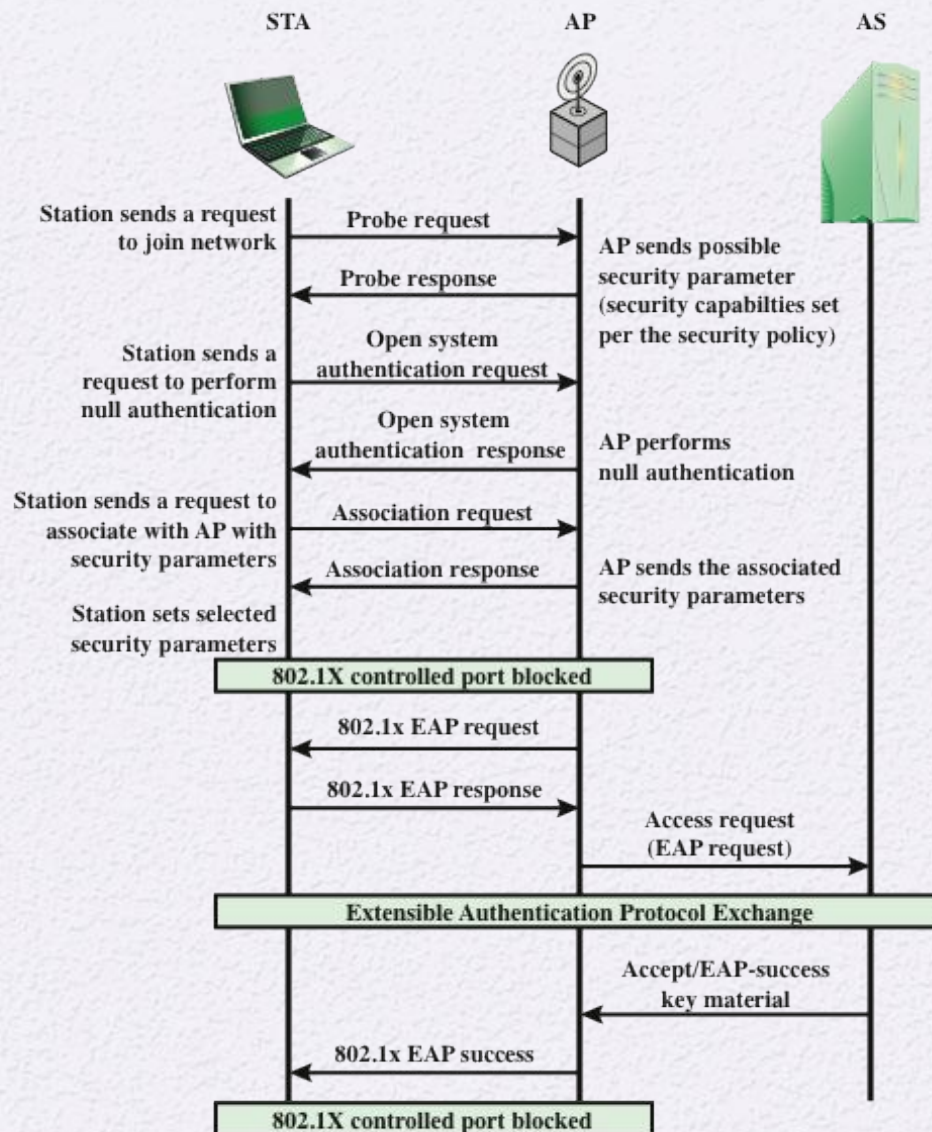 STA
AP
AS
Station sends a request
to join network
Probe request
AP sends possible
security parameter
(security capabilties set
per the security policy)
Probe response
Station sends a
request to perform
null authentication
Open system
authentication request
Open system
authentication response
AP performs
null authentication
Station sends a request to
associate with AP with
security parameters
Association request
Association response
AP sends the associated
security parameters
Station sets selected
security parameters
802.1X controlled port blocked
802.1x EAP request
802.1x EAP response
Access request
(EAP request)
Extensible Authentication Protocol Exchange
Accept/EAP-success
key material
802.1x EAP success
802.1X controlled port blocked